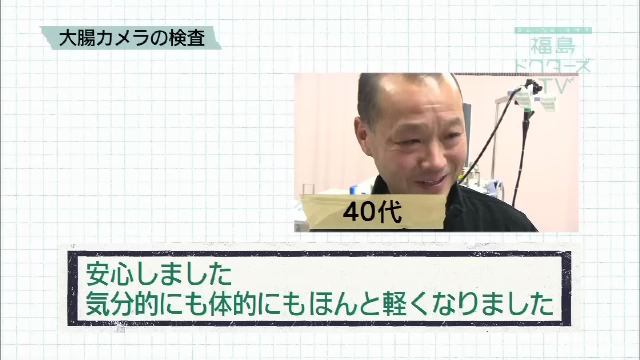 大腸カメラの検査
福島
ドクターズ
TV
40代
安心しました
気分的にも体的にもほんと軽くなりました